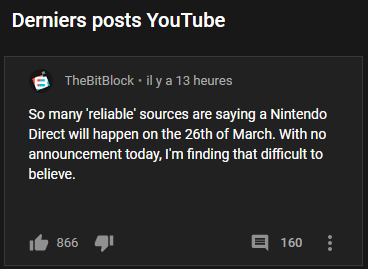 Derniers posts YouTube
TheBitBlock • il y a 13 heures
So many 'reliable' sources are saying a Nintendo
Direct will happen on the 26th of March. With no
announcement today, I'm finding that difficult to
believe.
866
160